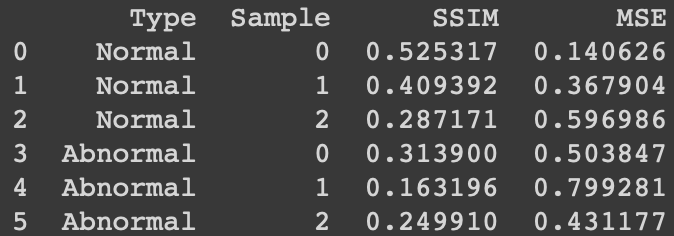 Type Sample SSIM MSE
0 Normal 0 0.525317 0.140626
1 Normal 1 0.409392 0.367904
2 Normal 2 0.287171 0.596986
3 Abnormal 0 0.313900 0.503847
4 Abnormal 1 0.163196 0.799281
5 Abnormal 2 0.249910 0.431177